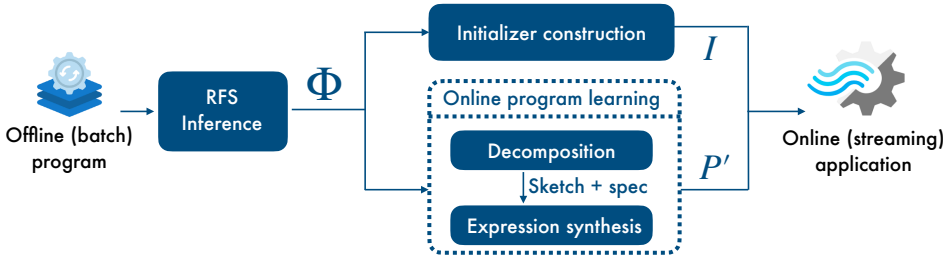 Offline (batch)
program
RFS
Inference
Φ
Initializer construction
I
Online program learning
Decomposition
Sketch + spec
Expression synthesis
P′
Online (streaming)
application